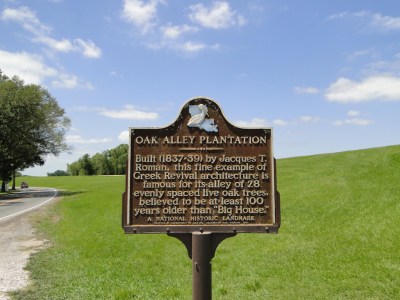 OAK ALLEY PLANTATION
Built (1837-39) by Jacques T.
Roman, this fine example of
Greek Revival architecture is
famous for its alley of 28
evenly spaced live oak trees,
believed to be at least 100
years older than "Big House."
A NATIONAL HISTORIC LANDMARK